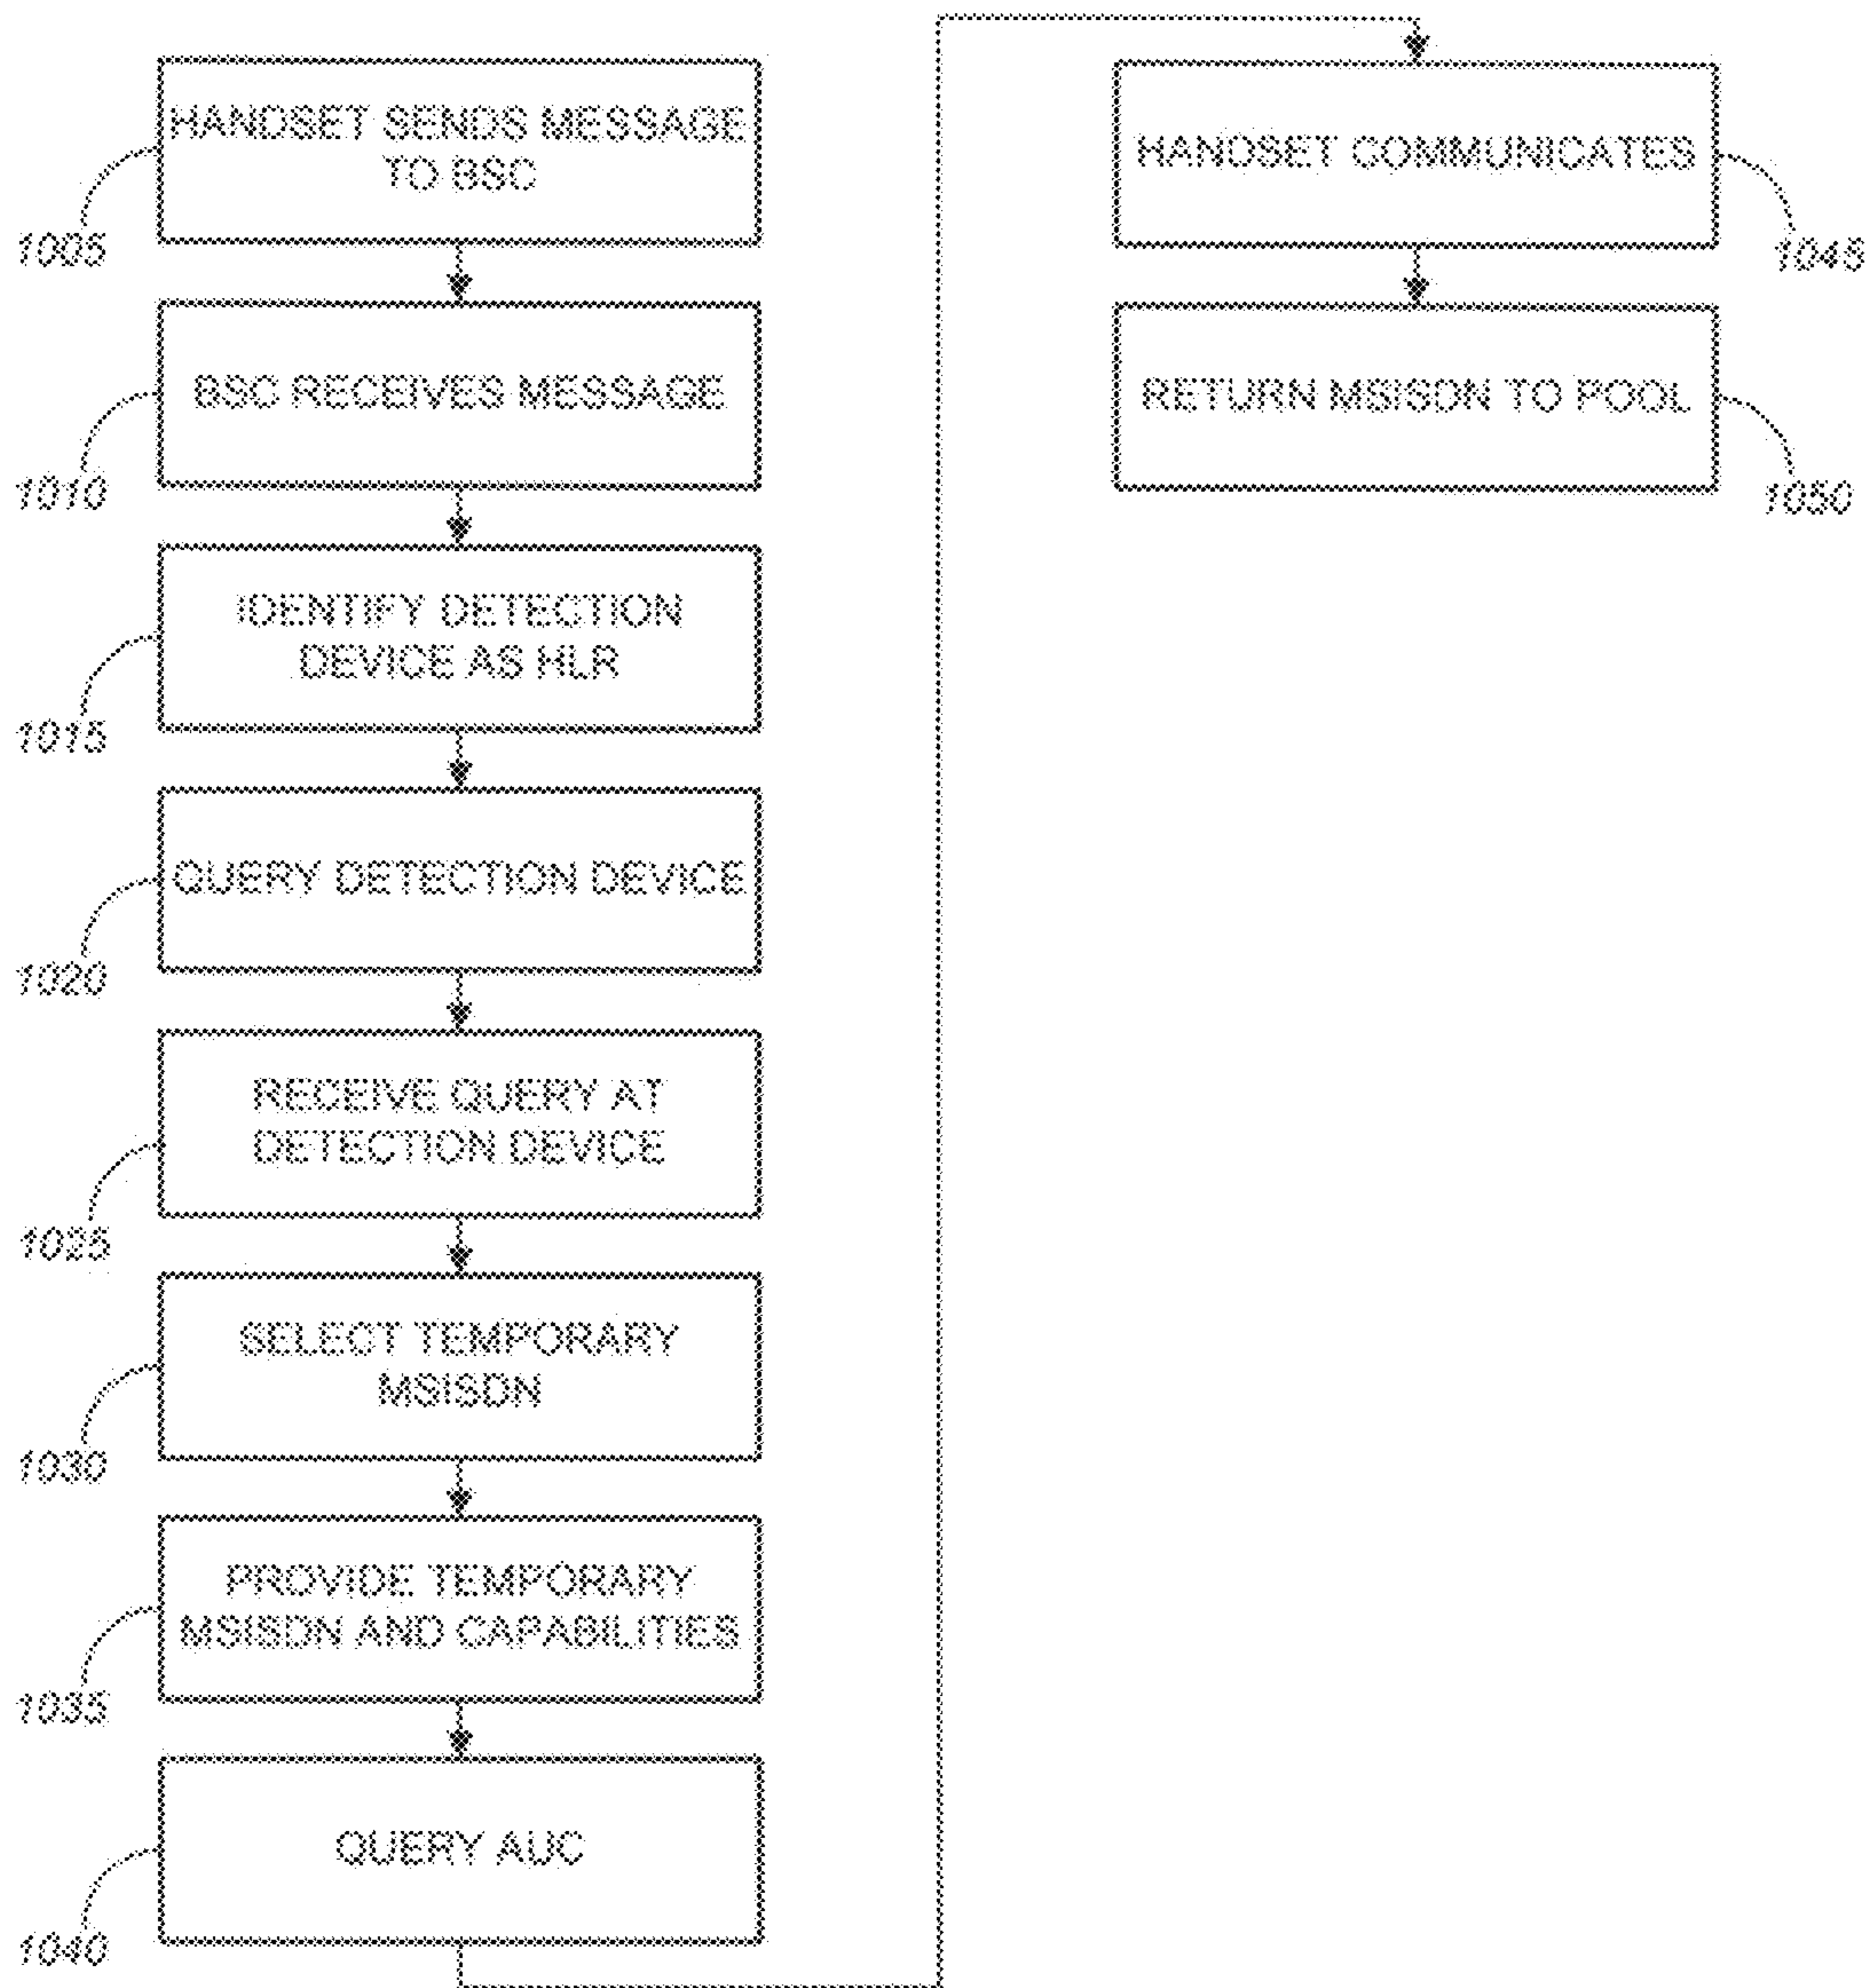 HANDSET SENDS MESSAGE
TO BSC
1005
BSC RECEIVES MESSAGE
1010
IDENTIFY DETECTION
DEVICE AS HLR
1015
QUERY DETECTION DEVICE
1020
RECEIVE QUERY AT
DETECTION DEVICE
1025
SELECT TEMPORARY
MSISDN
1030
PROVIDE TEMPORARY
MSISDN AND CAPABILITIES
1035
QUERY AUC
1040
HANDSET COMMUNICATES
1045
RETURN MSISDN TO POOL
1050